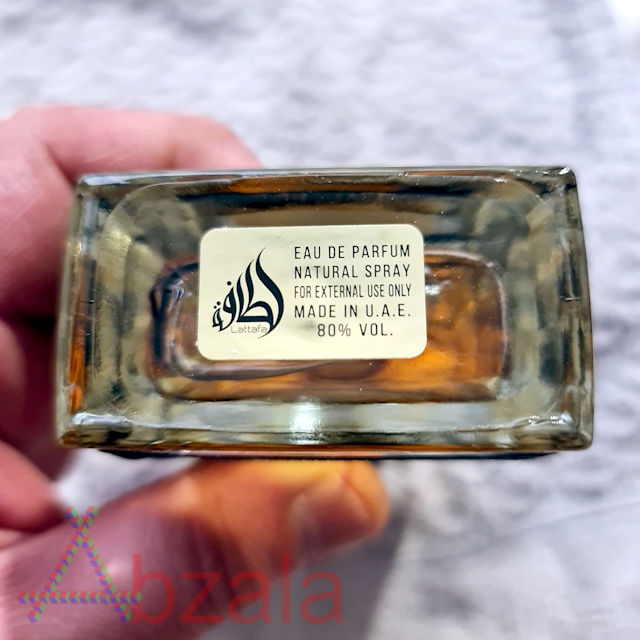 لطافة
Lattafa
EAU DE PARFUM
NATURAL SPRAY
FOR EXTERNAL USE ONLY
MADE IN U.A.E.
80% VOL.
Abzala